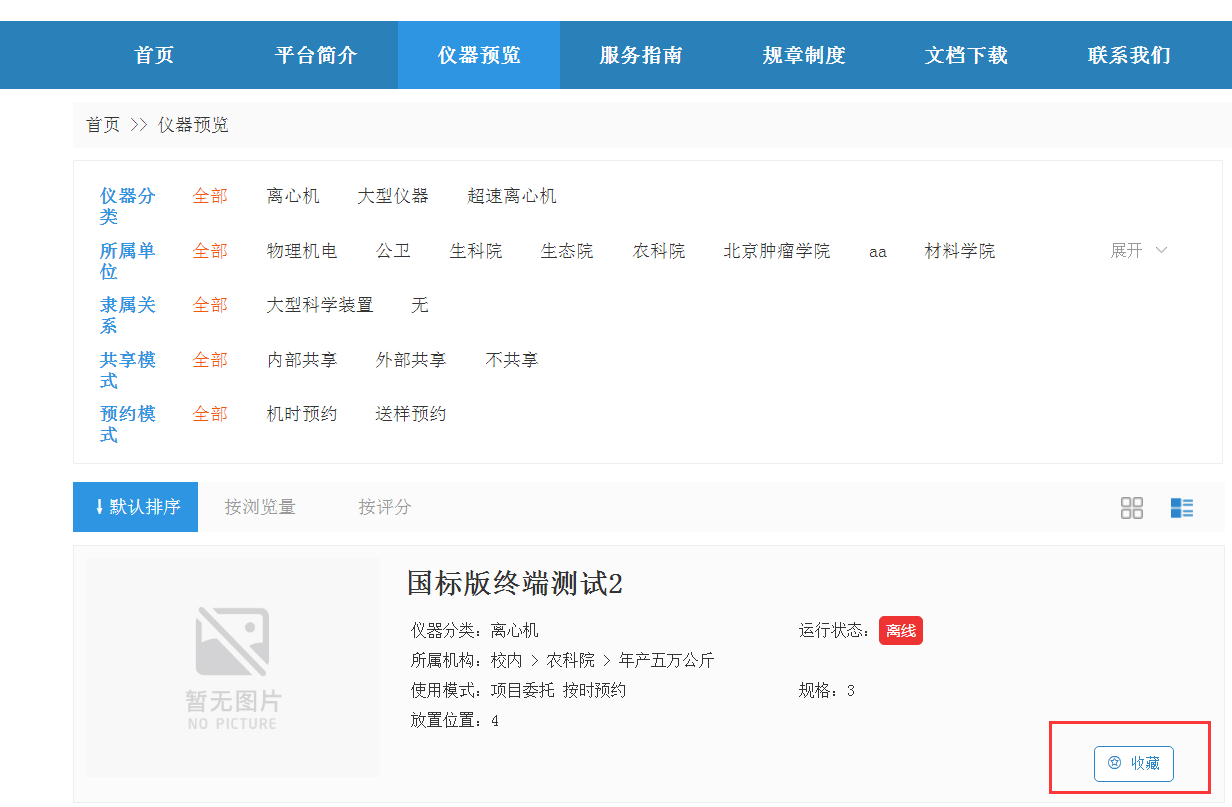 首页 平台简介 仪器预览 服务指南 规章制度 文档下载 联系我们
首页 >> 仪器预览
仪器分类 全部 离心机 大型仪器 超速离心机
所属单位 全部 物理机电 公卫 生科院 生态院 农科院 北京肿瘤学院 aa 材料学院 展开
隶属关系 全部 大型科学装置 无
共享模式 全部 内部共享 外部共享 不共享
预约模式 全部 机时预约 送样预约
默认排序 按浏览量 按评分
暂无图片
NO PICTURE
国标版终端测试2
仪器分类：离心机 运行状态：离线
所属机构：校内 > 农科院 > 年产五万公斤
使用模式：项目委托 按时预约 规格：3
放置位置：4
收藏